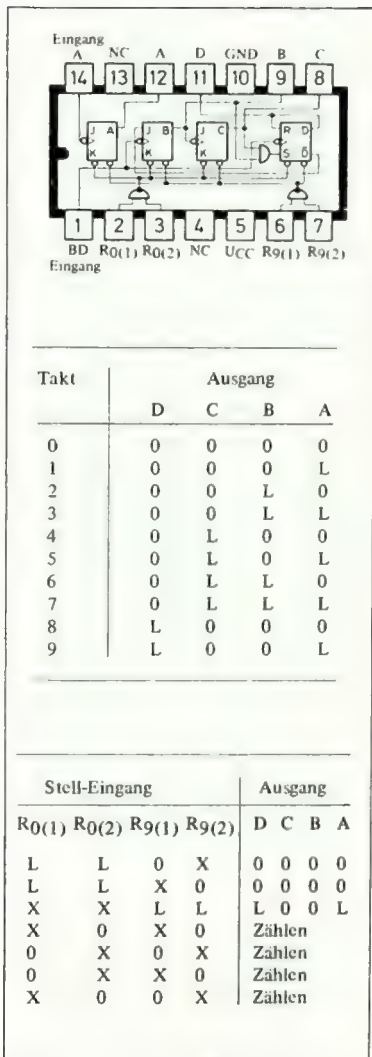 Eingang
A NC A D GND B C
14 13 12 11 10 9 8
J A J B J C R D
K K K S D̄
1 2 3 4 5 6 7
BD R0(1) R0(2) NC UCC R9(1) R9(2)
Eingang
Takt Ausgang
D C B A
0 0 0 0 0
1 0 0 0 L
2 0 0 L 0
3 0 0 L L
4 0 L 0 0
5 0 L 0 L
6 0 L L 0
7 0 L L L
8 L 0 0 0
9 L 0 0 L
Stell-Eingang Ausgang
R0(1) R0(2) R9(1) R9(2) D C B A
L L 0 X 0 0 0 0
L L X 0 0 0 0 0
X X L L L 0 0 L
X 0 X 0 Zählen
0 X 0 X Zählen
0 X X 0 Zählen
X 0 0 X Zählen